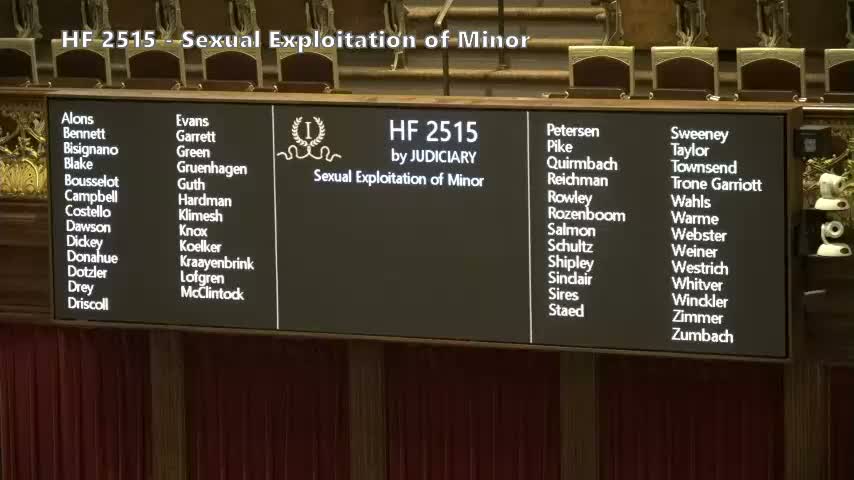 HF 2515 - Sexual Exploitation of Minor
Alons
Bennett
Bisignano
Blake
Bousselot
Campbell
Costello
Dawson
Dickey
Donahue
Dotzler
Drey
Driscoll
Evans
Garrett
Green
Gruenhagen
Guth
Hardman
Klimesh
Knox
Koelker
Kraayenbrink
Lofgren
McClintock
I
HF 2515
by JUDICIARY
Sexual Exploitation of Minor
Petersen
Pike
Quirmbach
Reichman
Rowley
Rozenboom
Salmon
Schultz
Shipley
Sinclair
Sires
Staed
Sweeney
Taylor
Townsend
Trone Garriott
Wahls
Warme
Webster
Weiner
Westrich
Whitver
Winckler
Zimmer
Zumbach